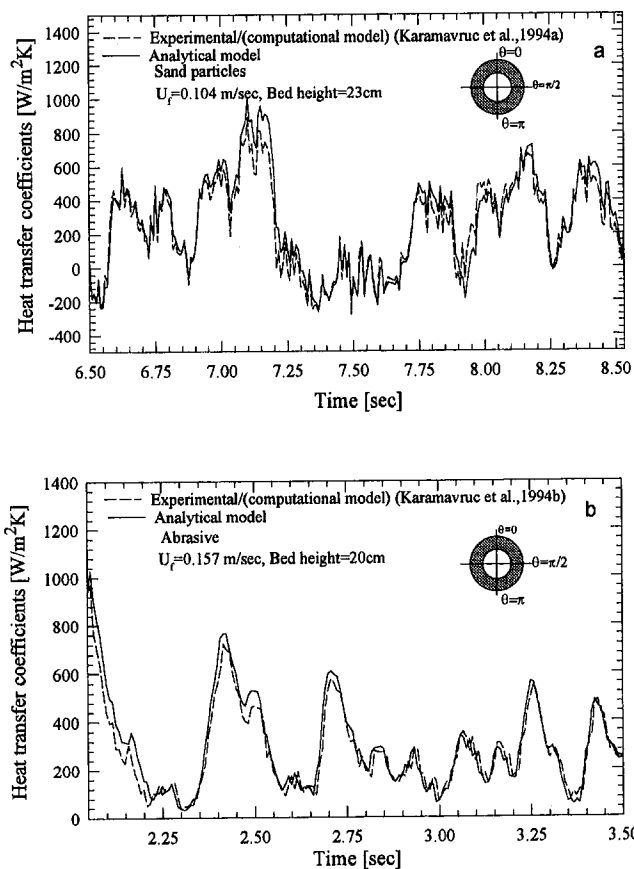 1400
1200
1000
800
600
400
200
0
-200
-400
Heat transfer coefficients [W/m²K]
Experimental/(computational model) (Karamavruc et al.,1994a)
Analytical model
Sand particles
U_f=0.104 m/sec, Bed height=23cm
a
θ=0
θ=π/2
θ=π
6.50 6.75 7.00 7.25 7.50 7.75 8.00 8.25 8.50
Time [sec]
1400
1200
1000
800
600
400
200
0
Heat transfer coefficients [W/m²K]
Experimental/(computational model) (Karamavruc et al.,1994b)
Analytical model
Abrasive
U_f=0.157 m/sec, Bed height=20cm
b
θ=0
θ=π/2
θ=π
2.25 2.50 2.75 3.00 3.25 3.50
Time [sec]